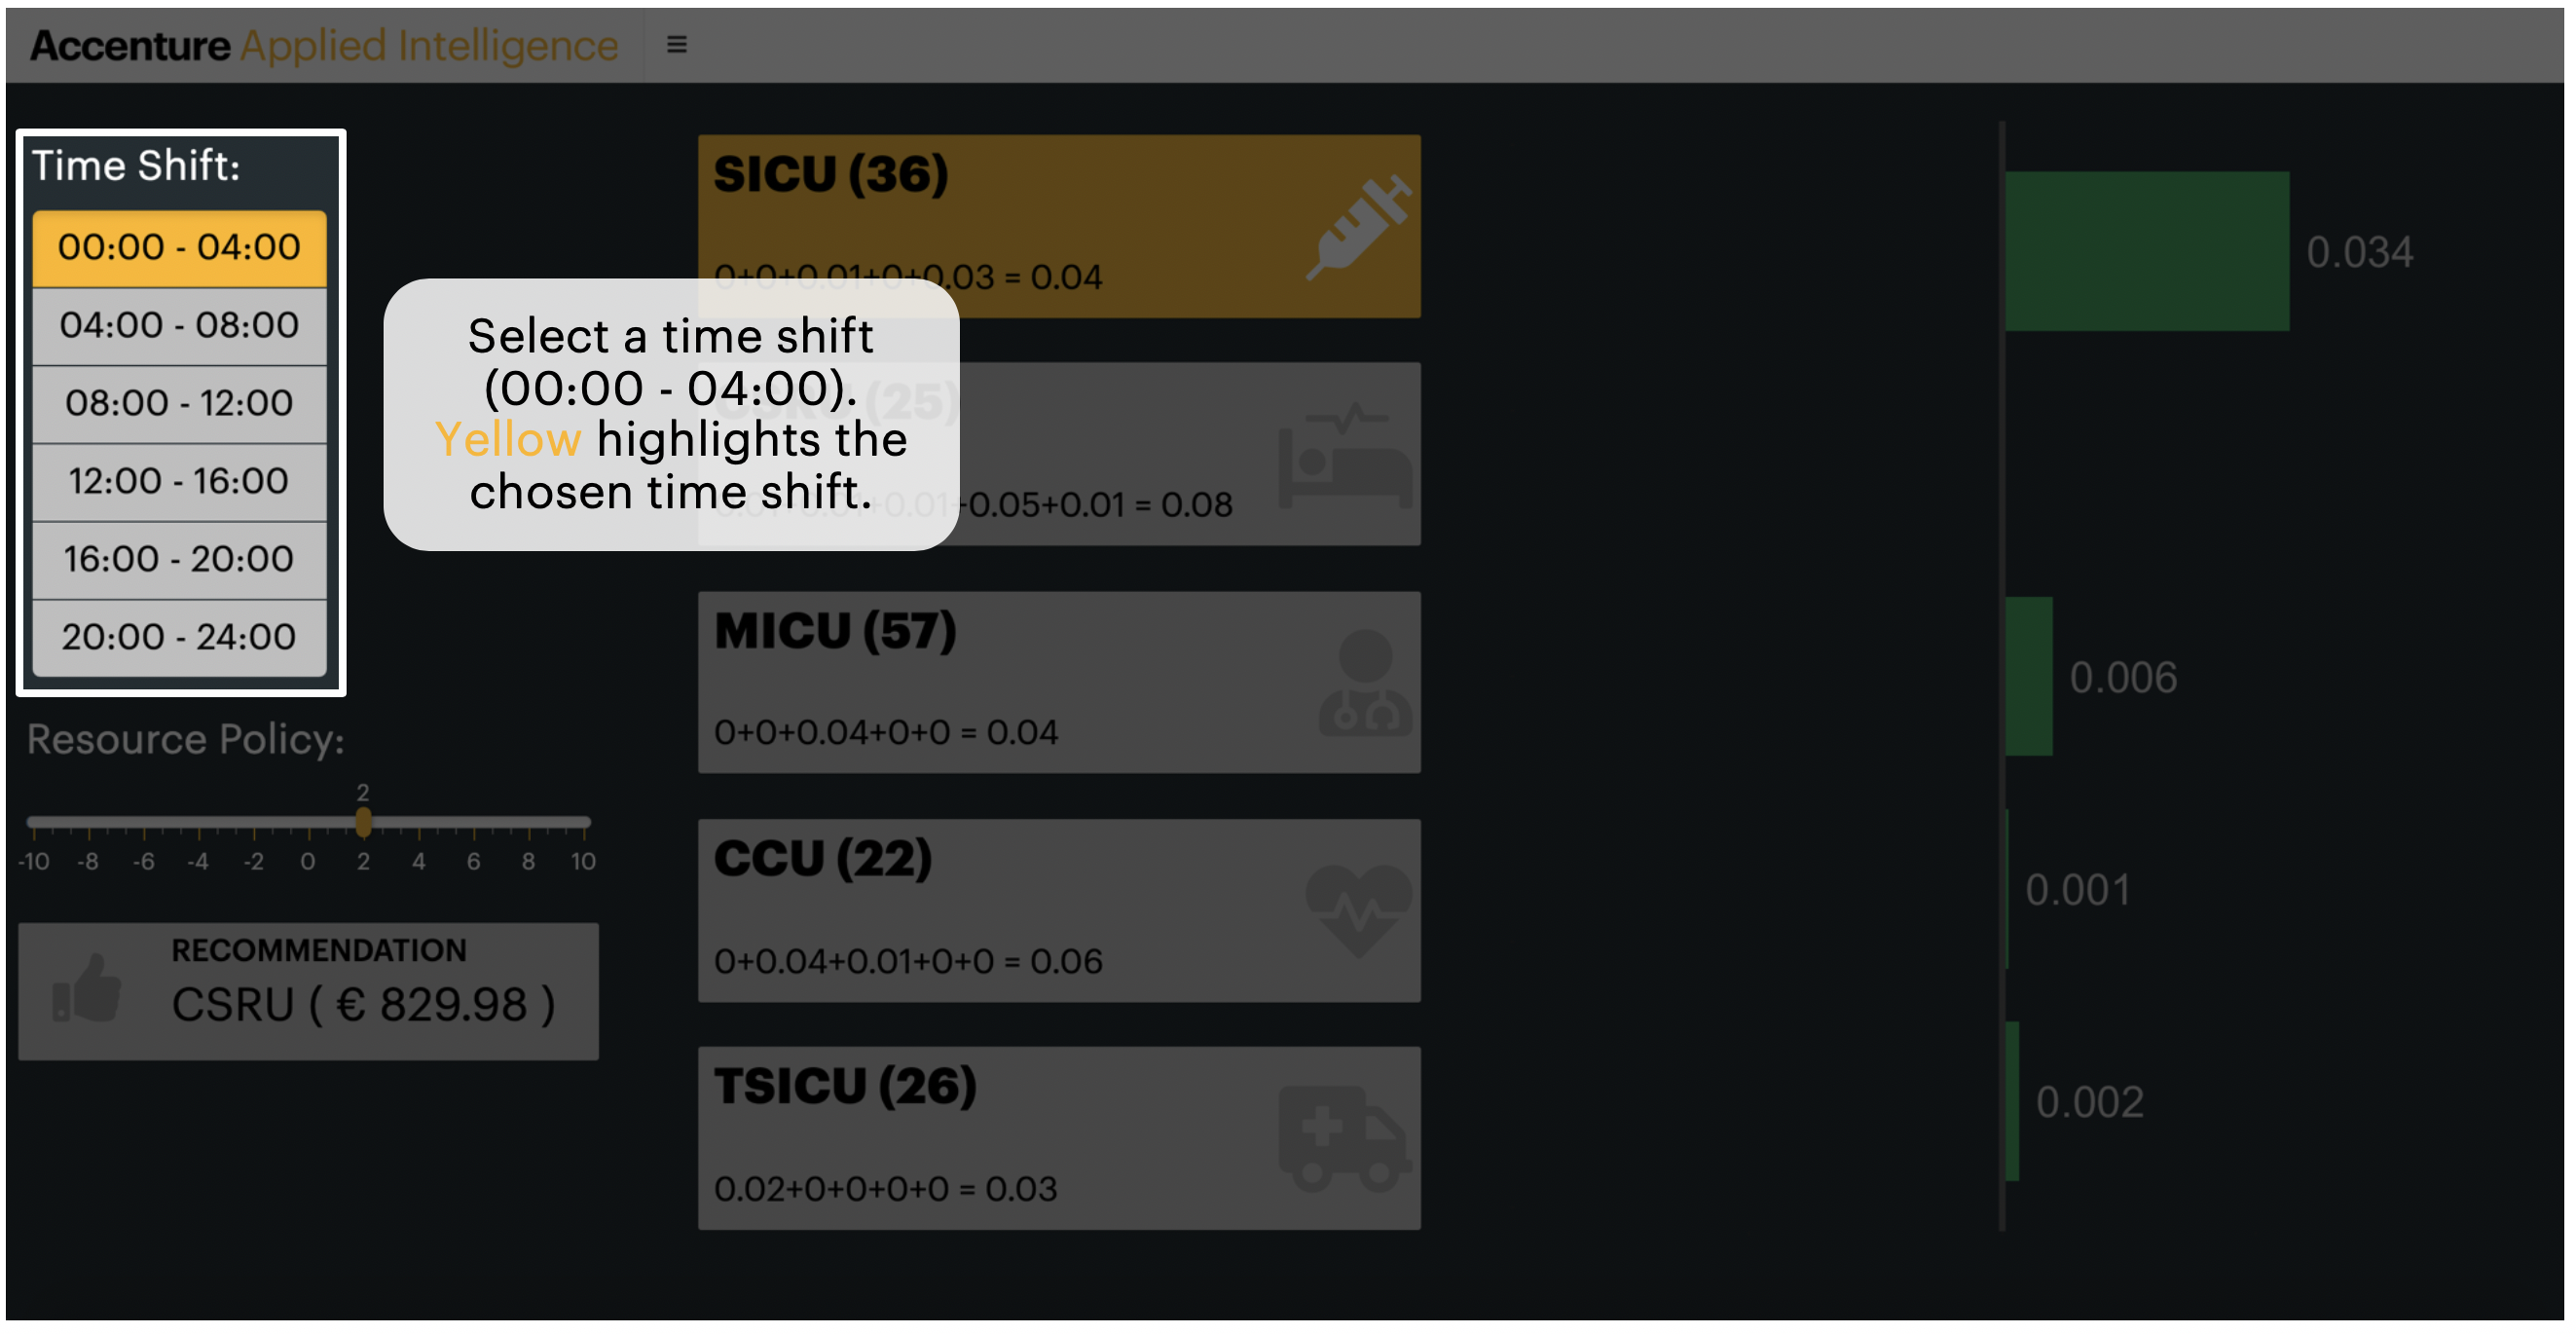 Accenture Applied Intelligence
Time Shift:
00:00 - 04:00
04:00 - 08:00
08:00 - 12:00
12:00 - 16:00
16:00 - 20:00
20:00 - 24:00
Resource Policy:
2
-10 -8 -6 -4 -2 0 2 4 6 8 10
RECOMMENDATION
CSRU ( € 829.98 )
Select a time shift
(00:00 - 04:00).
Yellow highlights the
chosen time shift.
SICU (36)
0+0+0.01+0+0.03 = 0.04
CSRU (25)
0.01+0.01+0.01+0.05+0.01 = 0.08
MICU (57)
0+0+0.04+0+0 = 0.04
CCU (22)
0+0.04+0.01+0+0 = 0.06
TSICU (26)
0.02+0+0+0+0 = 0.03
0.034
0.006
0.001
0.002